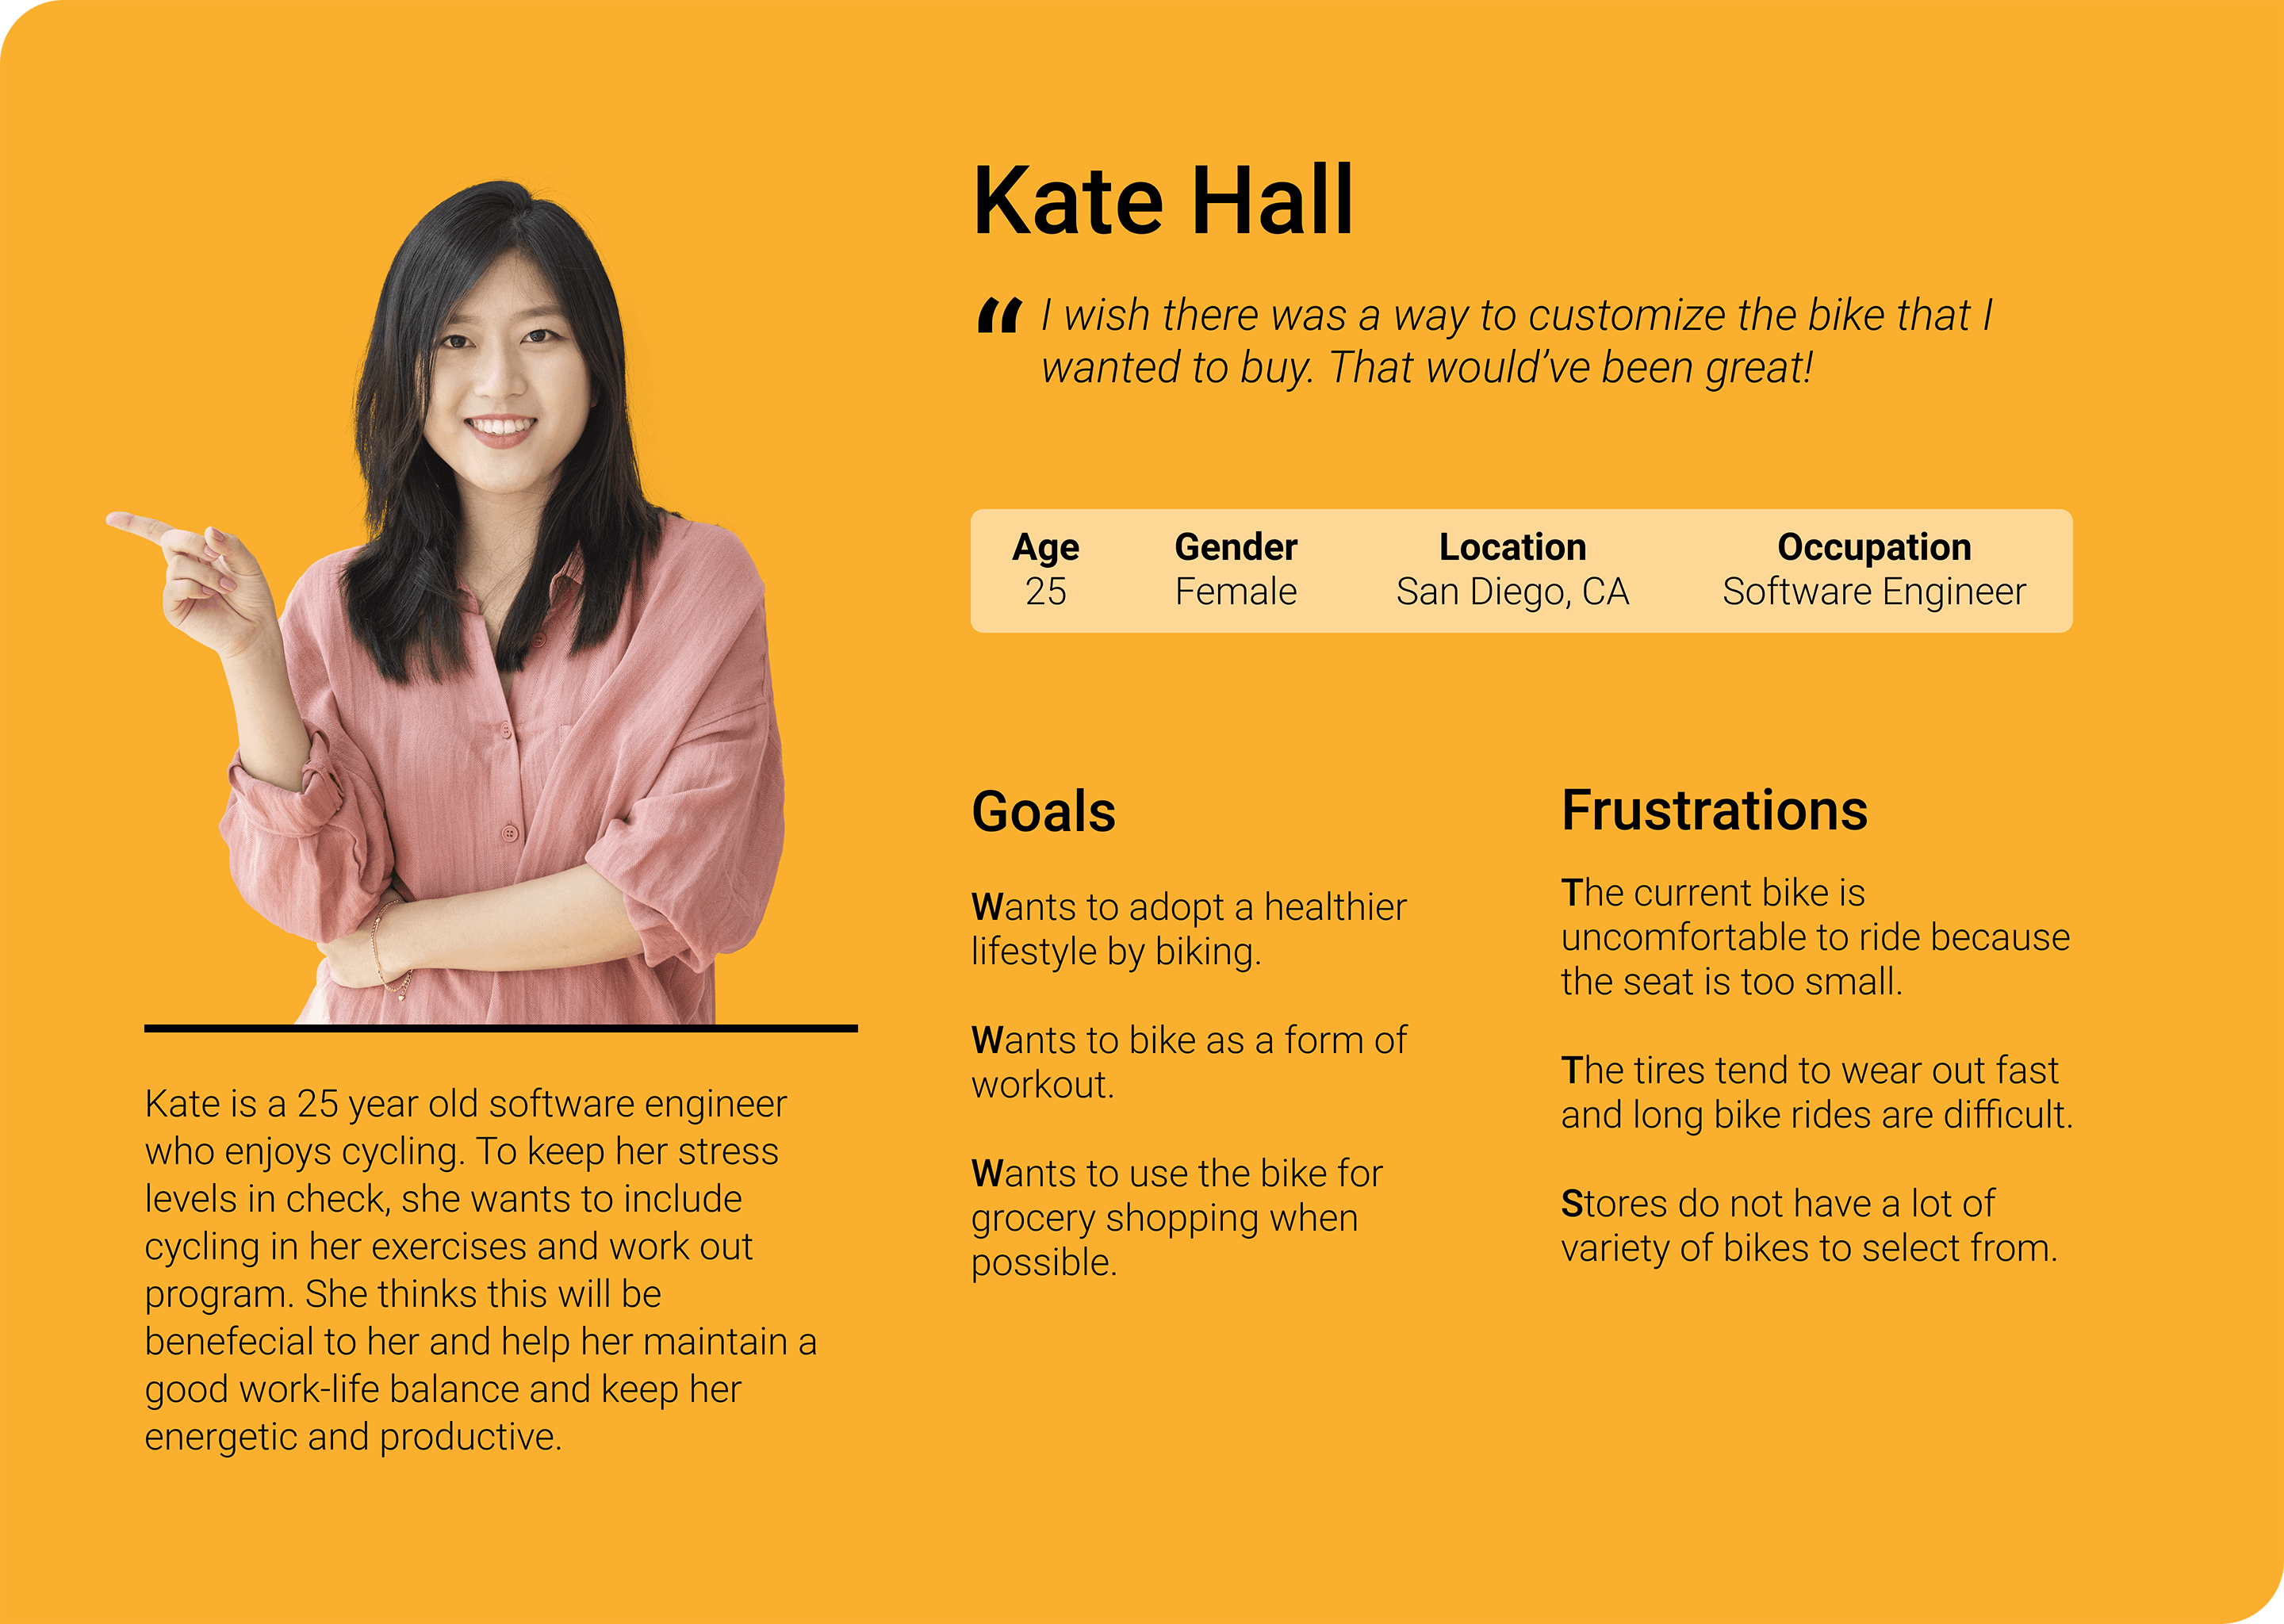 Kate Hall
“ I wish there was a way to customize the bike that I
wanted to buy. That would’ve been great!
Age Gender Location Occupation
25 Female San Diego, CA Software Engineer
Kate is a 25 year old software engineer
who enjoys cycling. To keep her stress
levels in check, she wants to include
cycling in her exercises and work out
program. She thinks this will be
benefecial to her and help her maintain a
good work-life balance and keep her
energetic and productive.
Goals
Wants to adopt a healthier
lifestyle by biking.
Wants to bike as a form of
workout.
Wants to use the bike for
grocery shopping when
possible.
Frustrations
The current bike is
uncomfortable to ride because
the seat is too small.
The tires tend to wear out fast
and long bike rides are difficult.
Stores do not have a lot of
variety of bikes to select from.